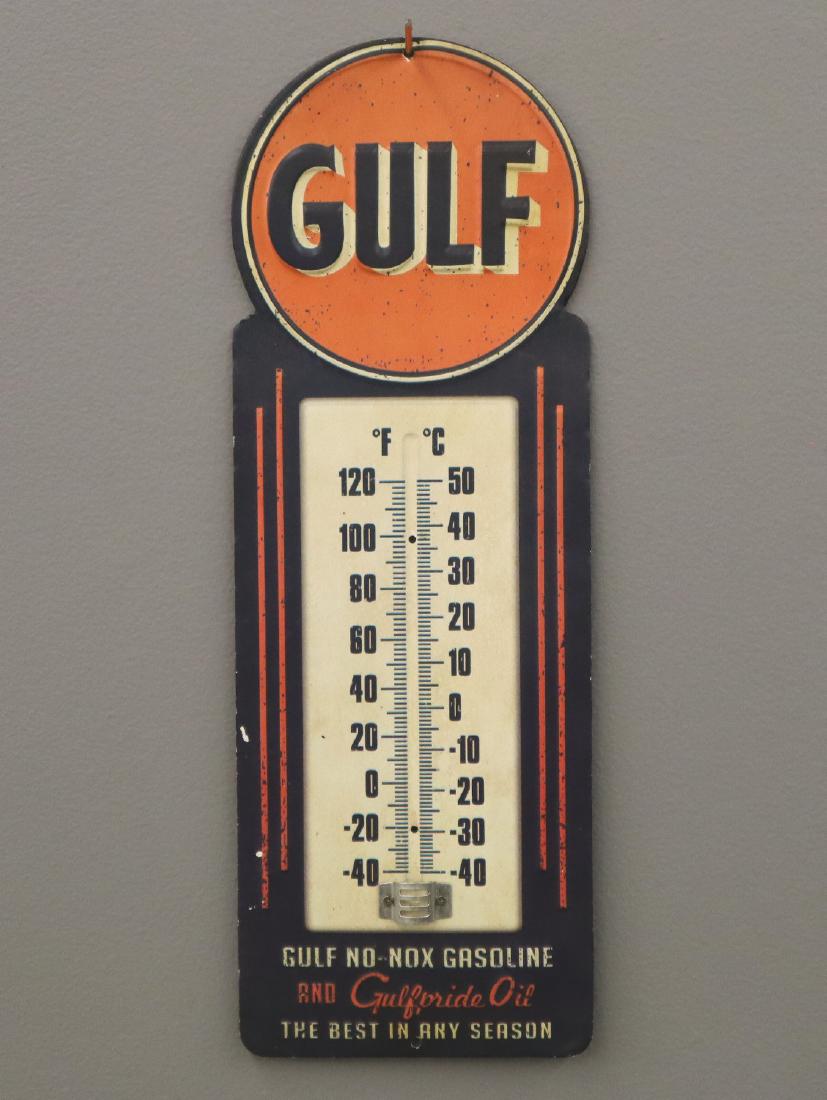 GULF
°F °C
120 50
100 40
80 30
60 20
40 10
20 0
0 -10
-20 -20
-40 -30
-40
GULF NO-NOX GASOLINE
AND Gulfpride Oil
THE BEST IN ANY SEASON